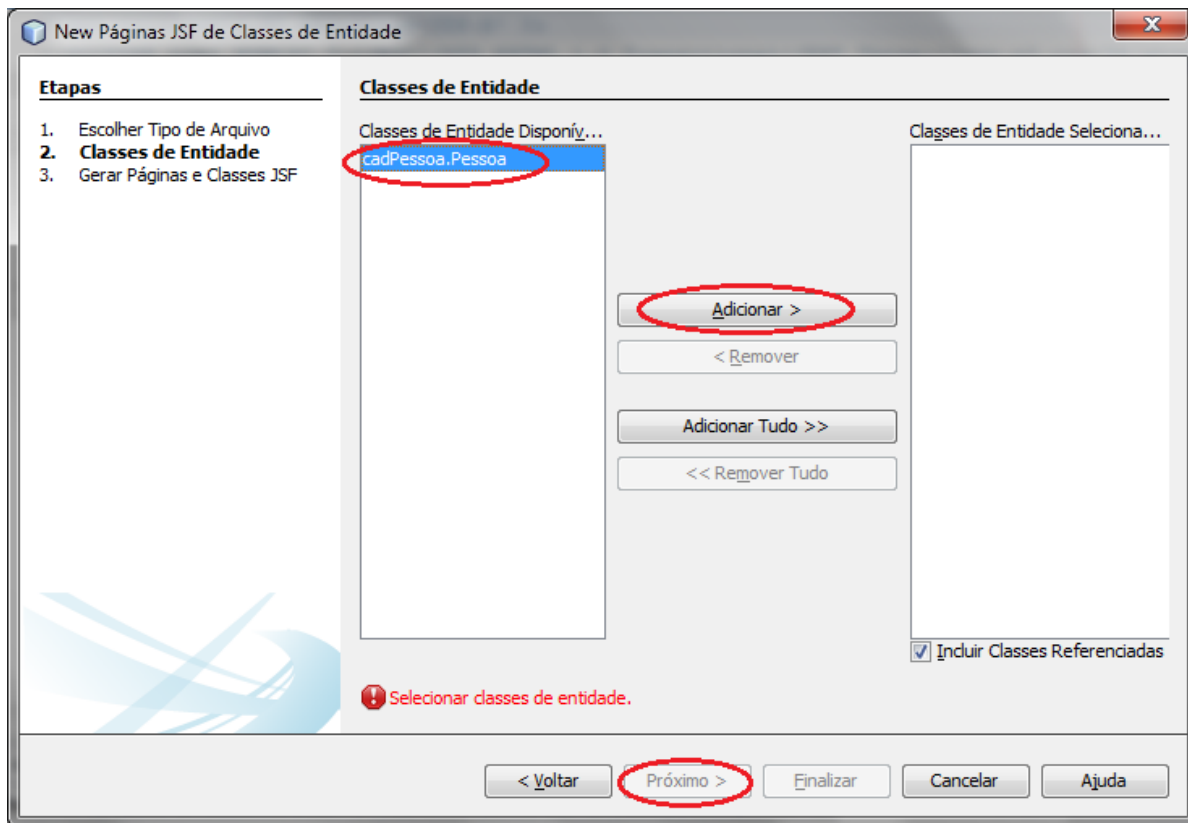 New Páginas JSF de Classes de Entidade
Etapas
1. Escolher Tipo de Arquivo
2. Classes de Entidade
3. Gerar Páginas e Classes JSF
Classes de Entidade
Classes de Entidade Disponív...
cadPessoa.Pessoa
Adicionar >
< Remover
Adicionar Tudo >>
<< Remover Tudo
Classes de Entidade Seleciona...
Incluir Classes Referenciadas
Selecionar classes de entidade.
< Voltar
Próximo >
Finalizar
Cancelar
Ajuda